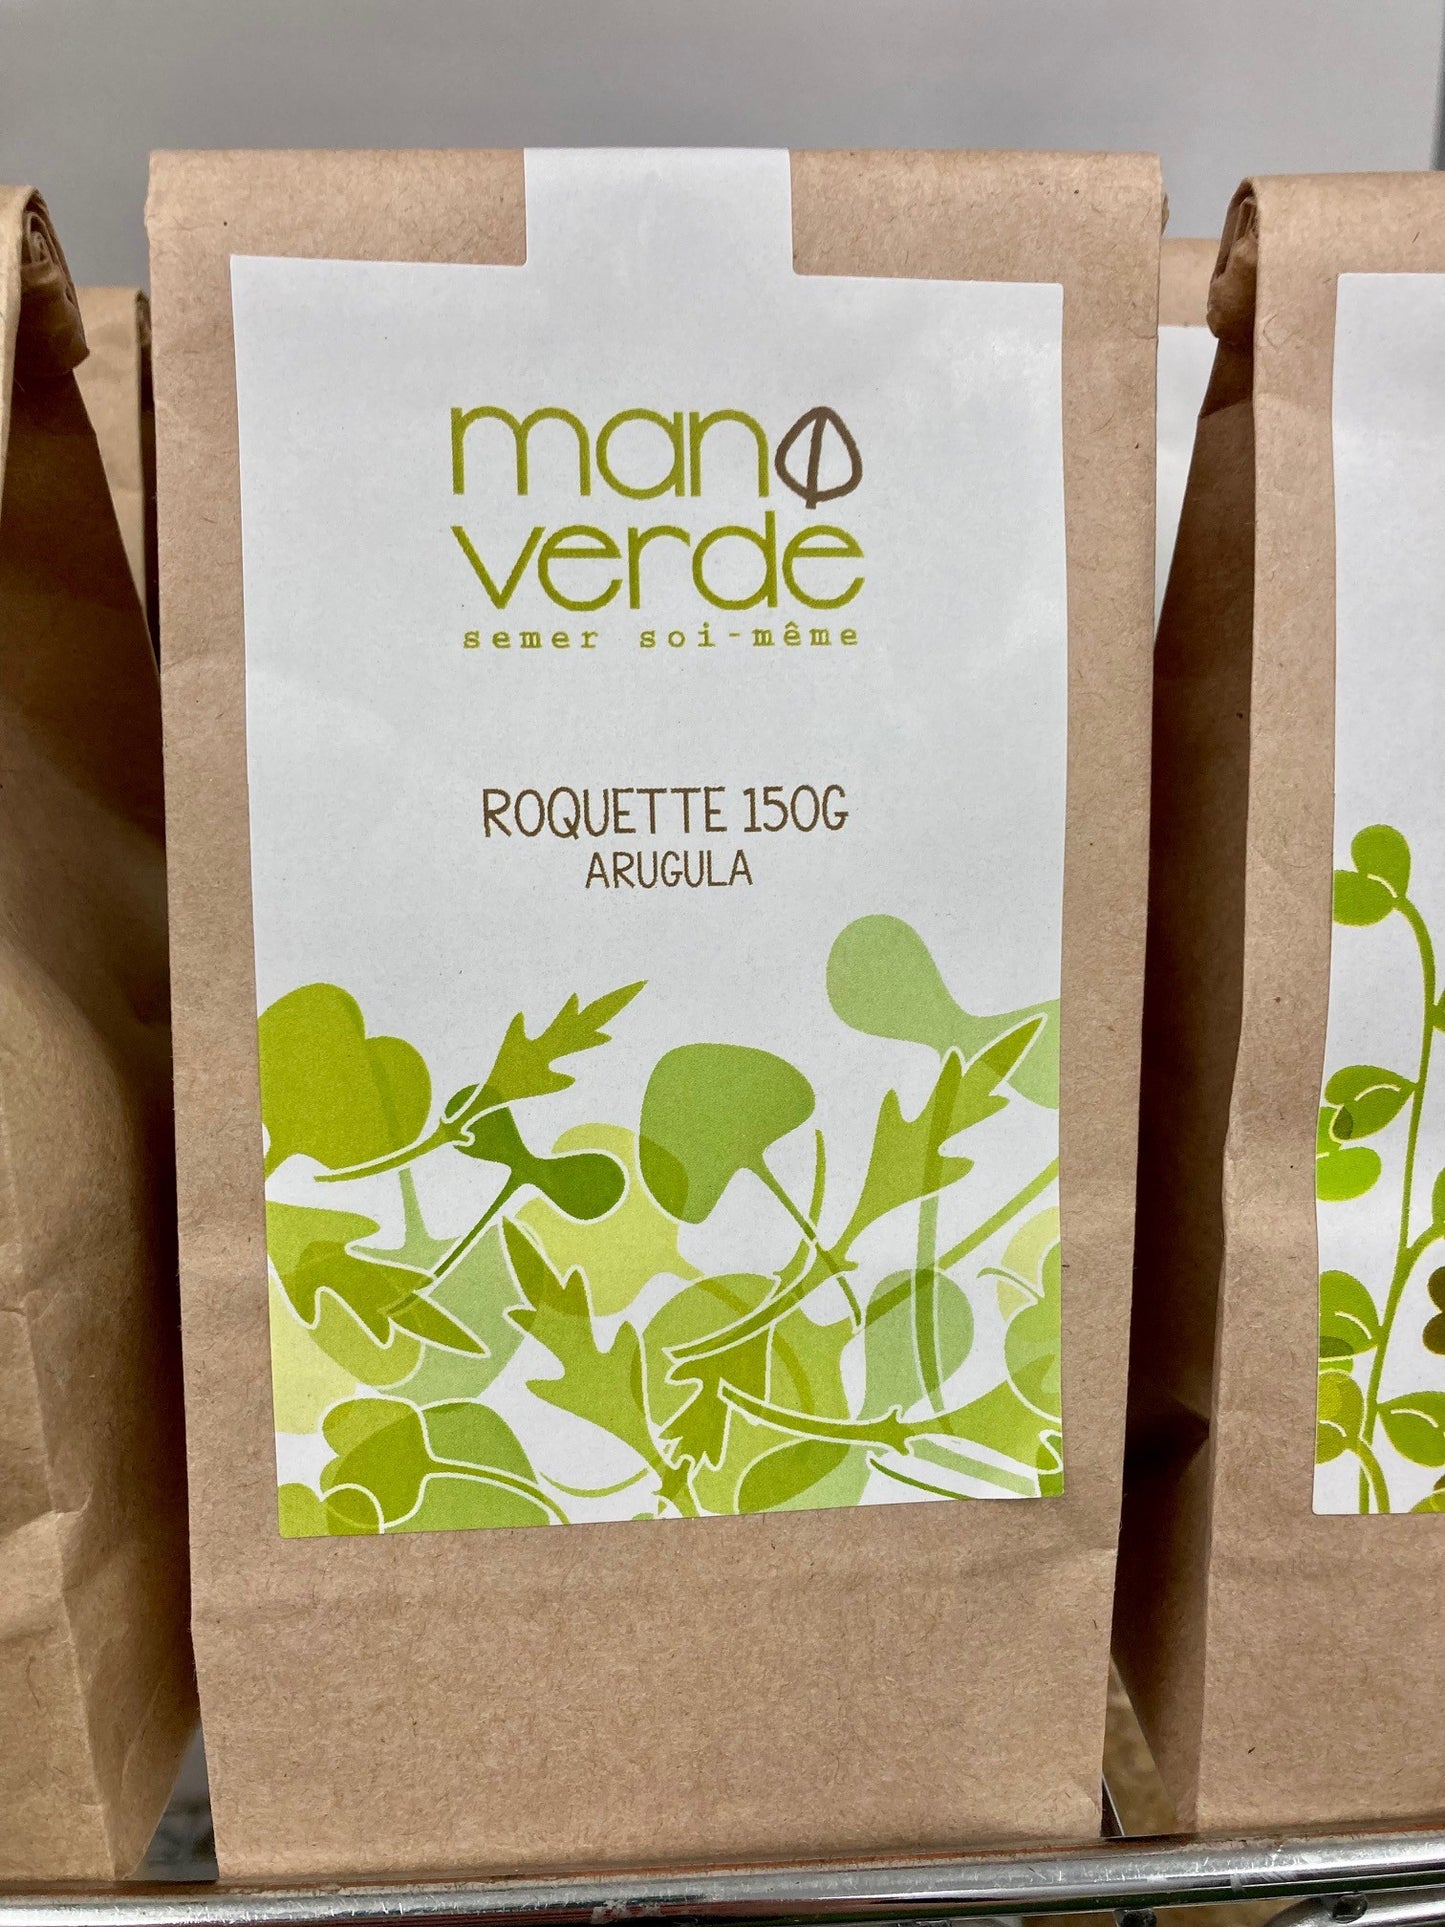 mano
verde
semer soi-même
ROQUETTE 150G
ARUGULA